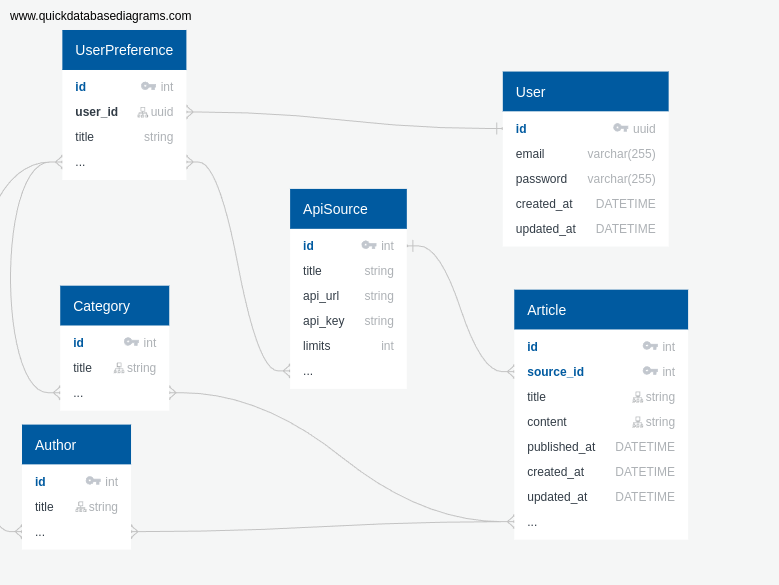 www.quickdatabasediagrams.com
UserPreference
id int
user_id uuid
title string
...
User
id uuid
email varchar(255)
password varchar(255)
created_at DATETIME
updated_at DATETIME
ApiSource
id int
title string
api_url string
api_key string
limits int
...
Category
id int
title string
...
Article
id int
source_id int
title string
content string
published_at DATETIME
created_at DATETIME
updated_at DATETIME
...
Author
id int
title string
...